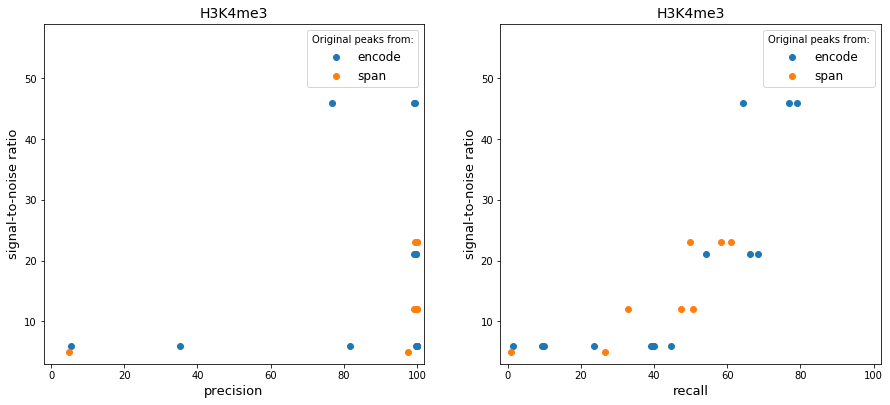 H3K4me3
Original peaks from:
encode
span
signal-to-noise ratio
50
40
30
20
10
0
20
40
60
80
100
precision
H3K4me3
Original peaks from:
encode
span
signal-to-noise ratio
50
40
30
20
10
0
20
40
60
80
100
recall